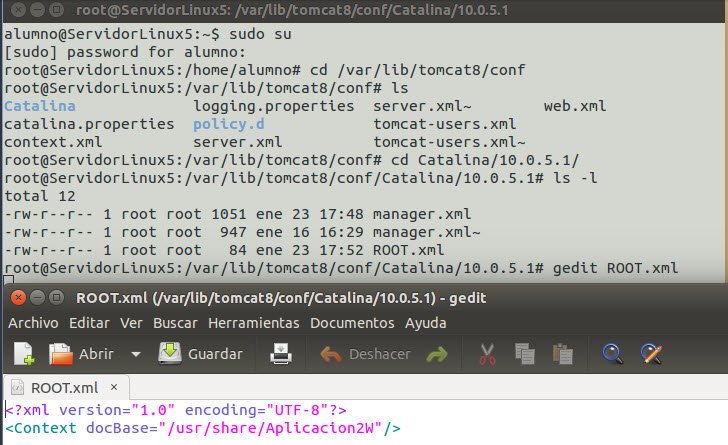 root@ServidorLinux5: /var/lib/tomcat8/conf/Catalina/10.0.5.1
alumno@ServidorLinux5:~$ sudo su
[sudo] password for alumno:
root@ServidorLinux5:/home/alumno# cd /var/lib/tomcat8/conf
root@ServidorLinux5:/var/lib/tomcat8/conf# ls
Catalina logging.properties server.xml~ web.xml
catalina.properties policy.d tomcat-users.xml
context.xml server.xml tomcat-users.xml~
root@ServidorLinux5:/var/lib/tomcat8/conf# cd Catalina/10.0.5.1/
root@ServidorLinux5:/var/lib/tomcat8/conf/Catalina/10.0.5.1# ls -l
total 12
-rw-r--r-- 1 root root 1051 ene 23 17:48 manager.xml
-rw-r--r-- 1 root root 947 ene 16 16:29 manager.xml~
-rw-r--r-- 1 root root 84 ene 23 17:52 ROOT.xml
root@ServidorLinux5:/var/lib/tomcat8/conf/Catalina/10.0.5.1# gedit ROOT.xml
ROOT.xml (/var/lib/tomcat8/conf/Catalina/10.0.5.1) - gedit
Archivo Editar Ver Buscar Herramientas Documentos Ayuda
Abrir Guardar Deshacer
ROOT.xml ×
<?xml version="1.0" encoding="UTF-8"?>
<Context docBase="/usr/share/Aplicacion2W"/>